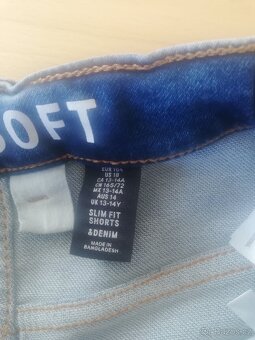 SOFT
EUR 164
US 18
CA 13-14A
CN 165/72
MX 13-14A
AUS 14
UK 13-14Y
SLIM FIT
SHORTS
&DENIM
MADE IN
BANGLADESH